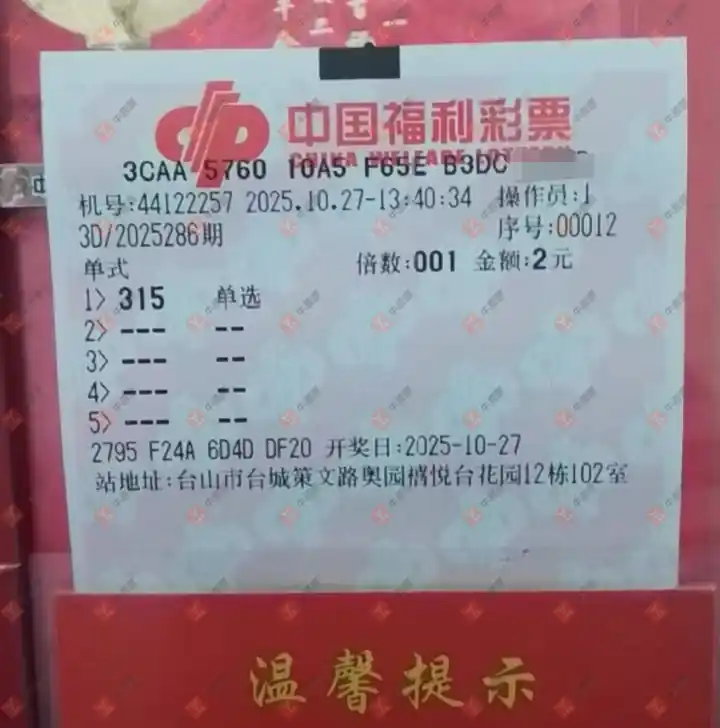 中国福利彩票
CHINA WELFARE LOTTERY
3CAA 5760 10A5 F65E B3DC
机号:44122257 2025.10.27-13:40:34 操作员:1
3D/2025286期 序号:00012
单式 倍数:001 金额:2元
1> 315 单选
2> --- --
3> --- --
4> --- --
5> --- --
2795 F24A 6D4D DF20 开奖日:2025-10-27
站地址:台山市台城策文路奥园禧悦台花园12栋102室
温馨提示